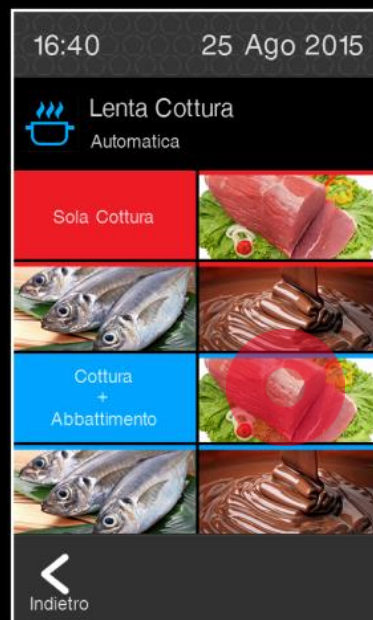 16:40 25 Ago 2015
Lenta Cottura
Automatica
Sola Cottura
Cottura
+
Abbattimento
Indietro